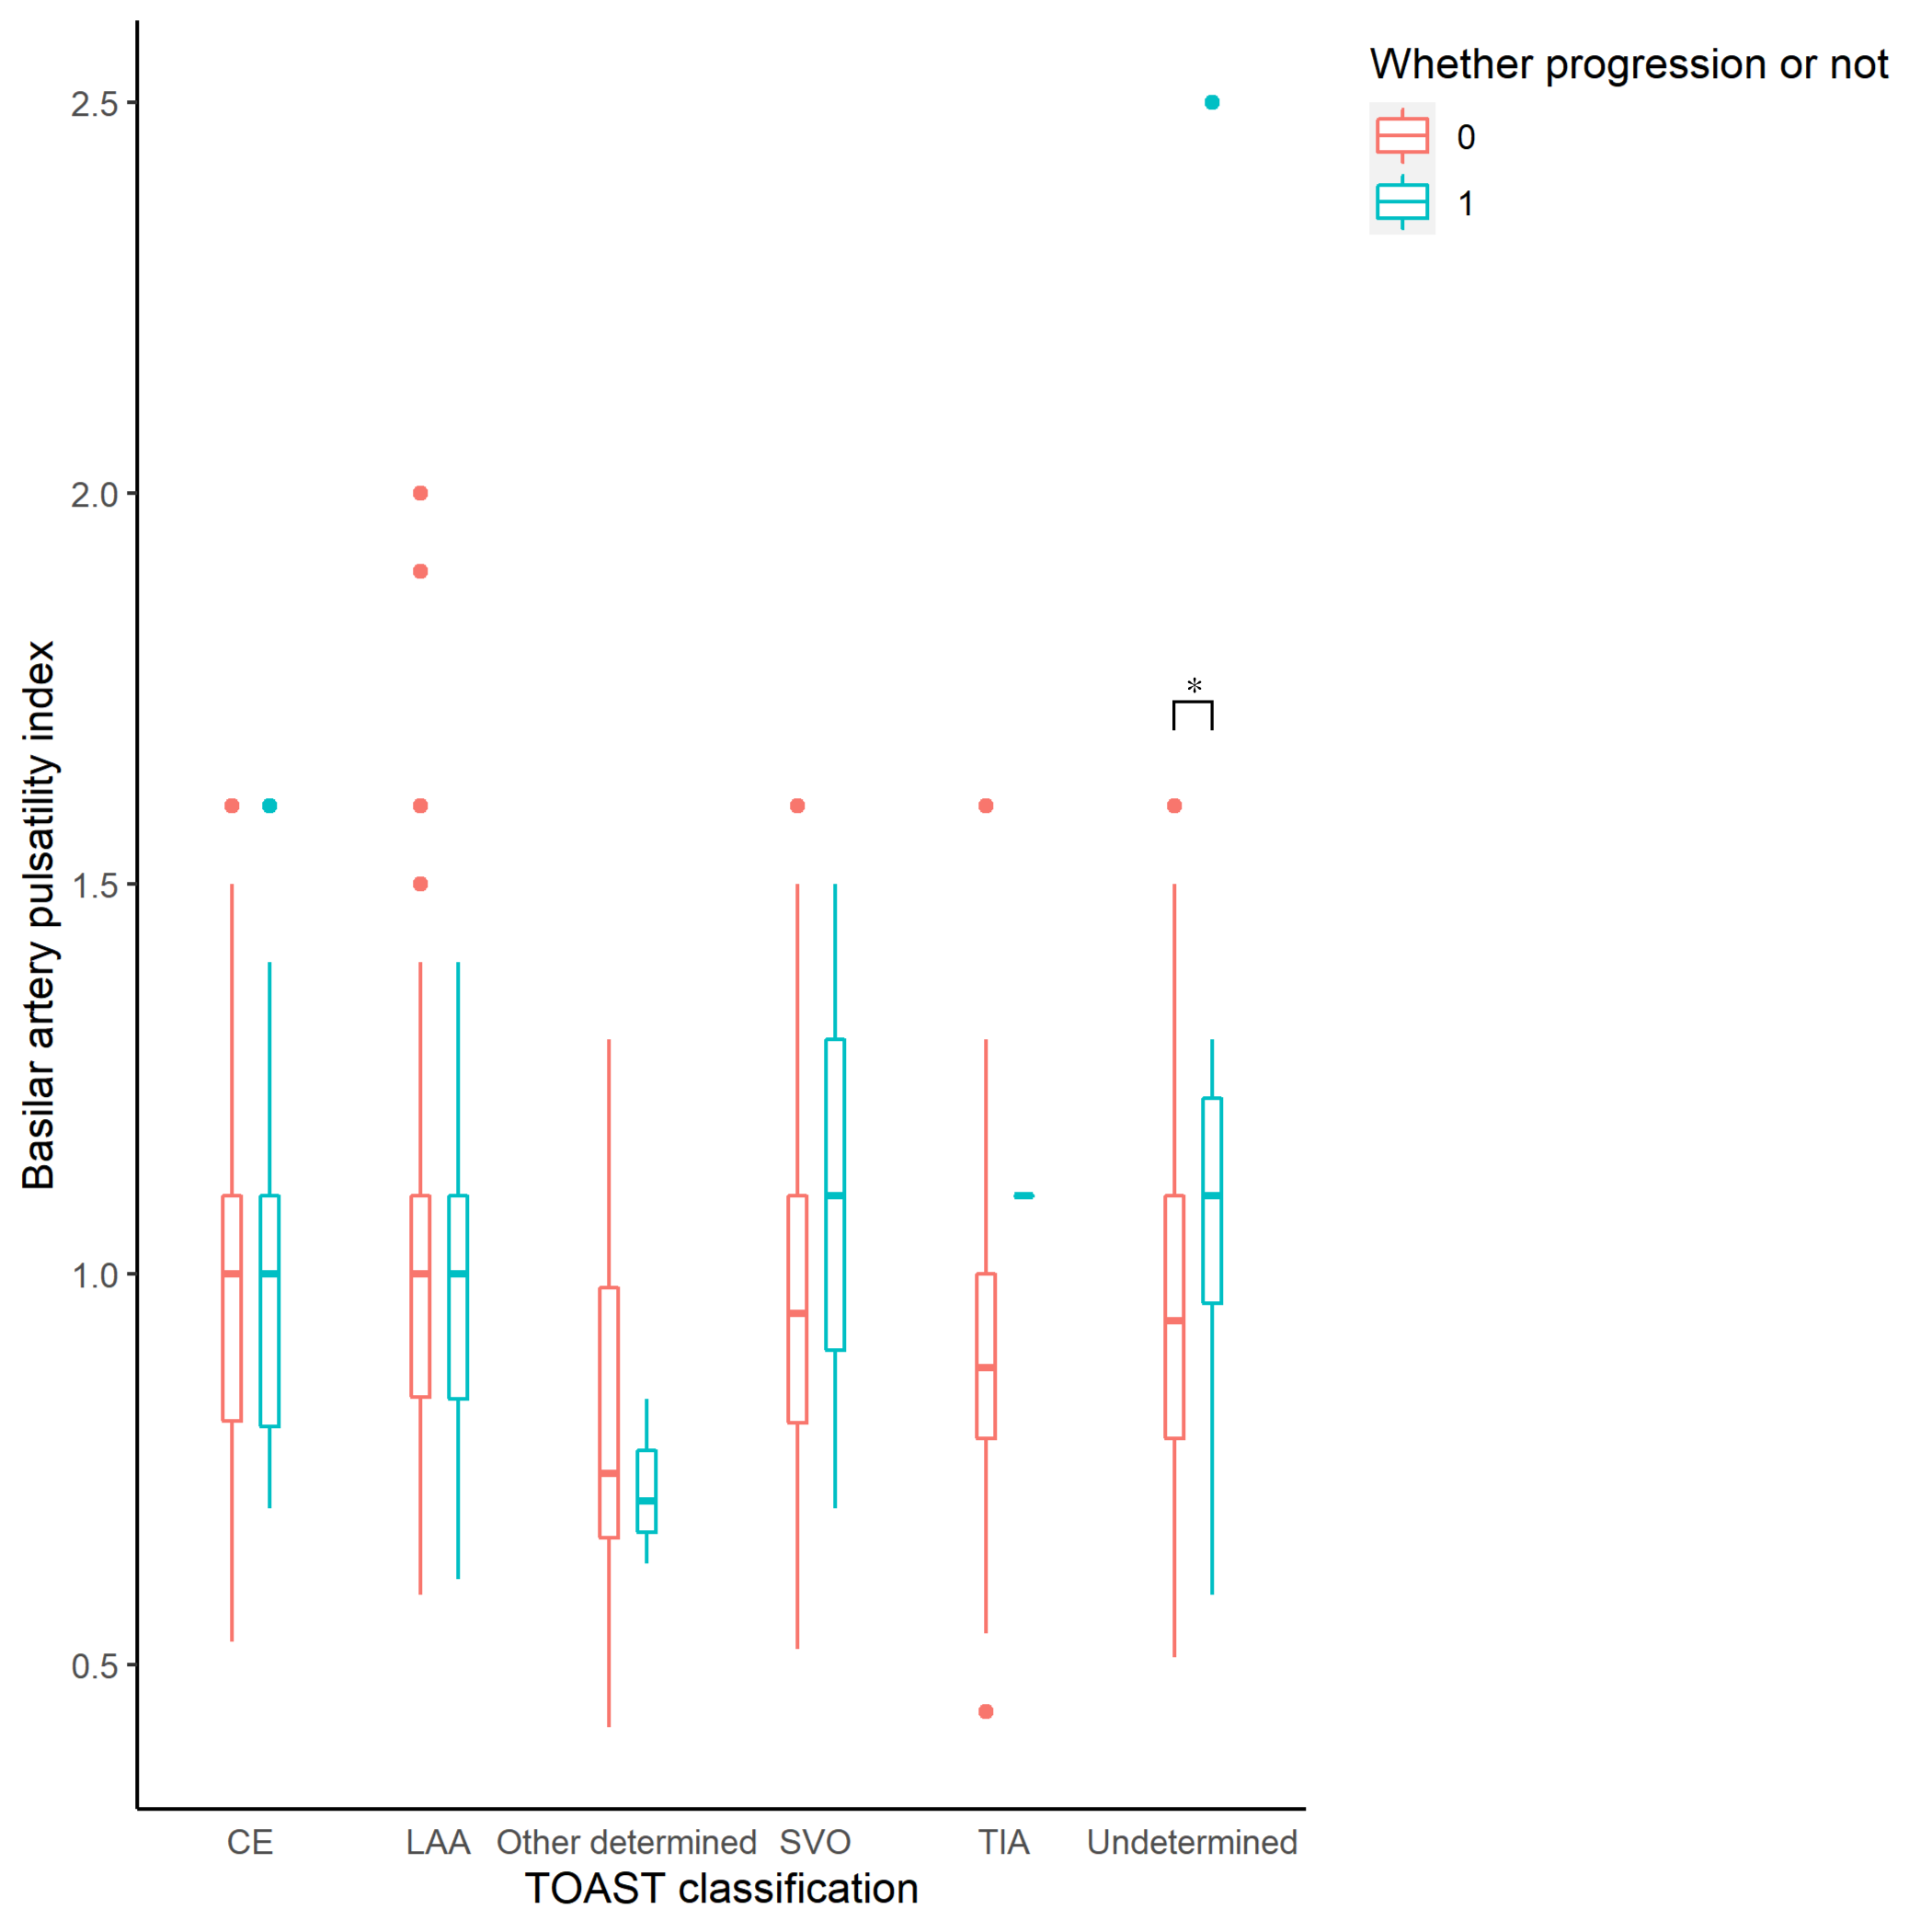 Whether progression or not
0
1
Basilar artery pulsatility index
2.5
2.0
1.5
1.0
0.5
*
CE
LAA
Other determined
SVO
TIA
Undetermined
TOAST classification